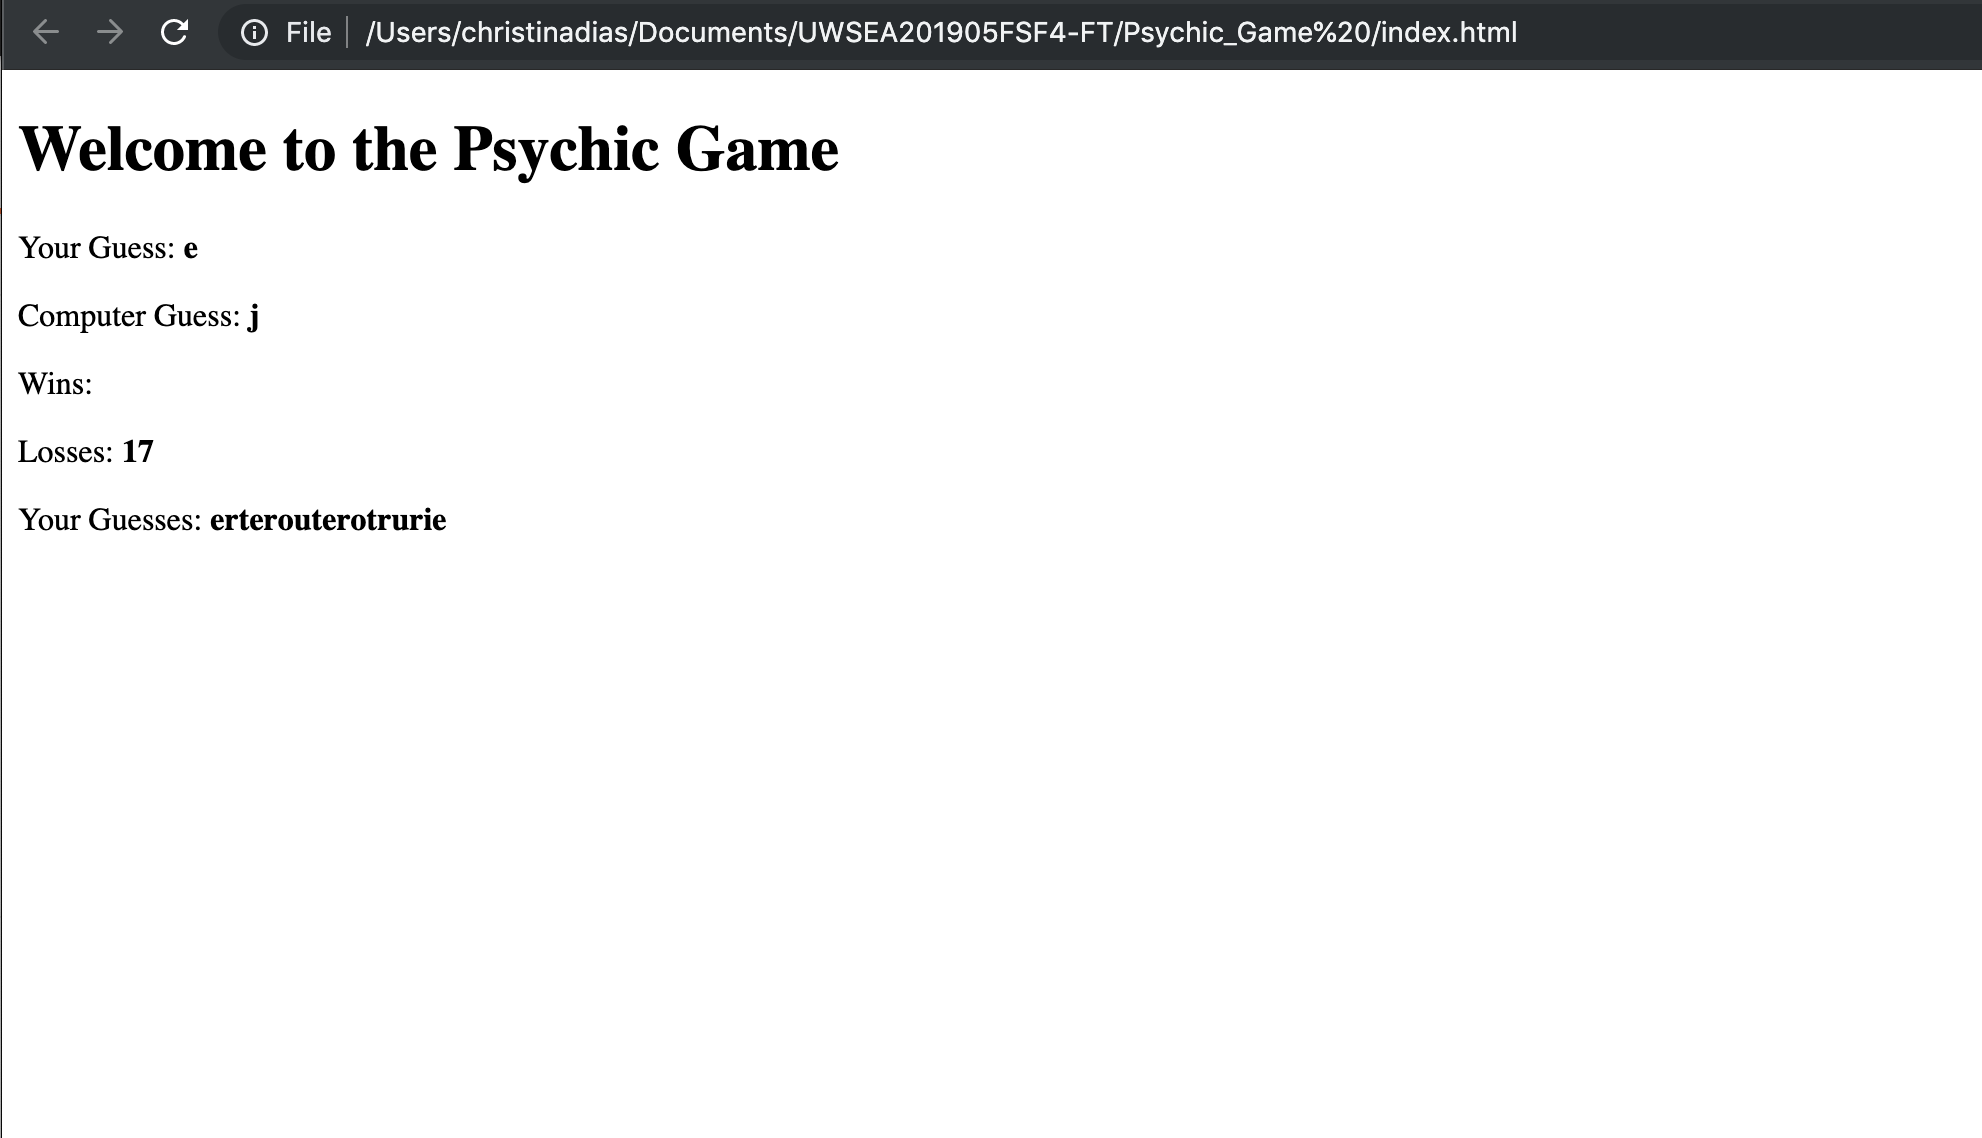 File | /Users/christinadias/Documents/UWSEA201905FSF4-FT/Psychic_Game%20/index.html
Welcome to the Psychic Game
Your Guess: e
Computer Guess: j
Wins:
Losses: 17
Your Guesses: erterouterotrurie